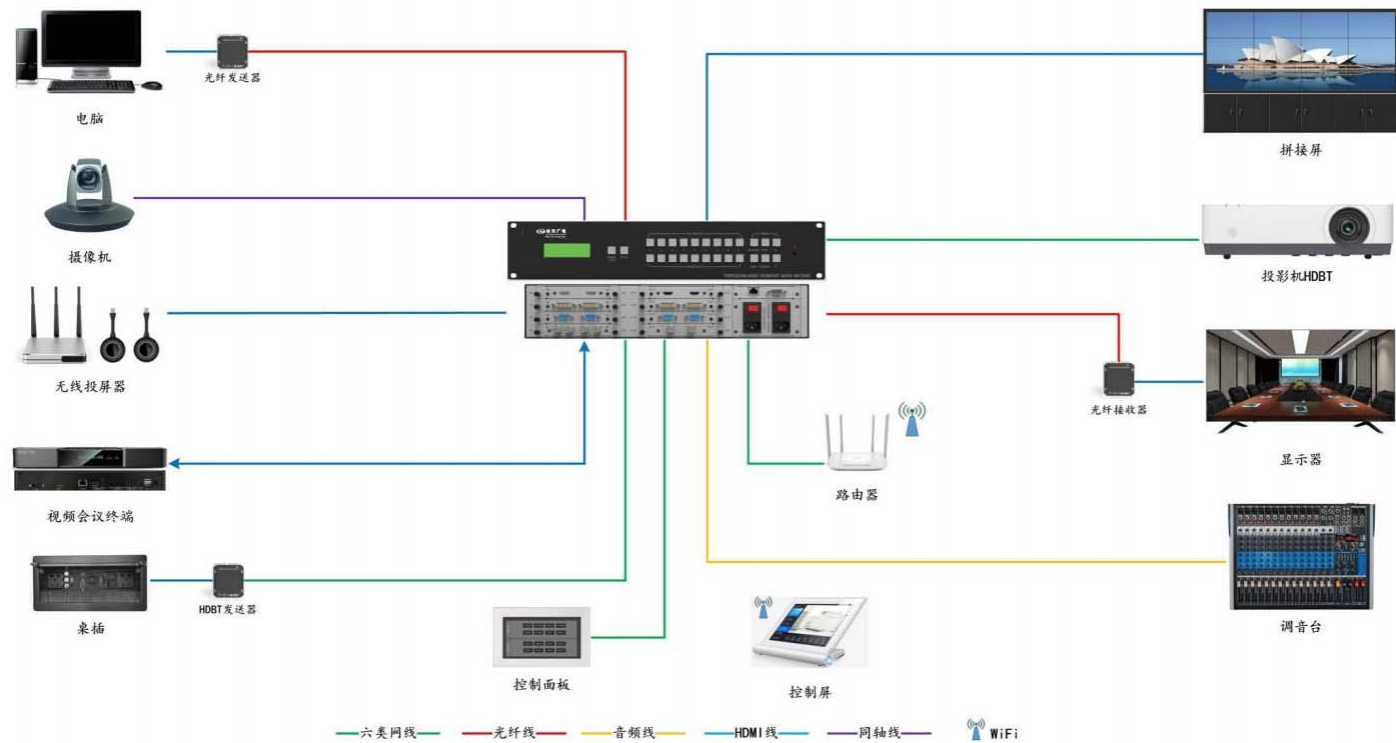 电脑
光纤发送器
拼接屏
摄像机
投影机HDBT
无线投屏器
光纤接收器
显示器
路由器
视频会议终端
桌插
HDBT发送器
控制面板
控制屏
调音台
六类网线
光纤线
音频线
HDMI线
同轴线
WiFi